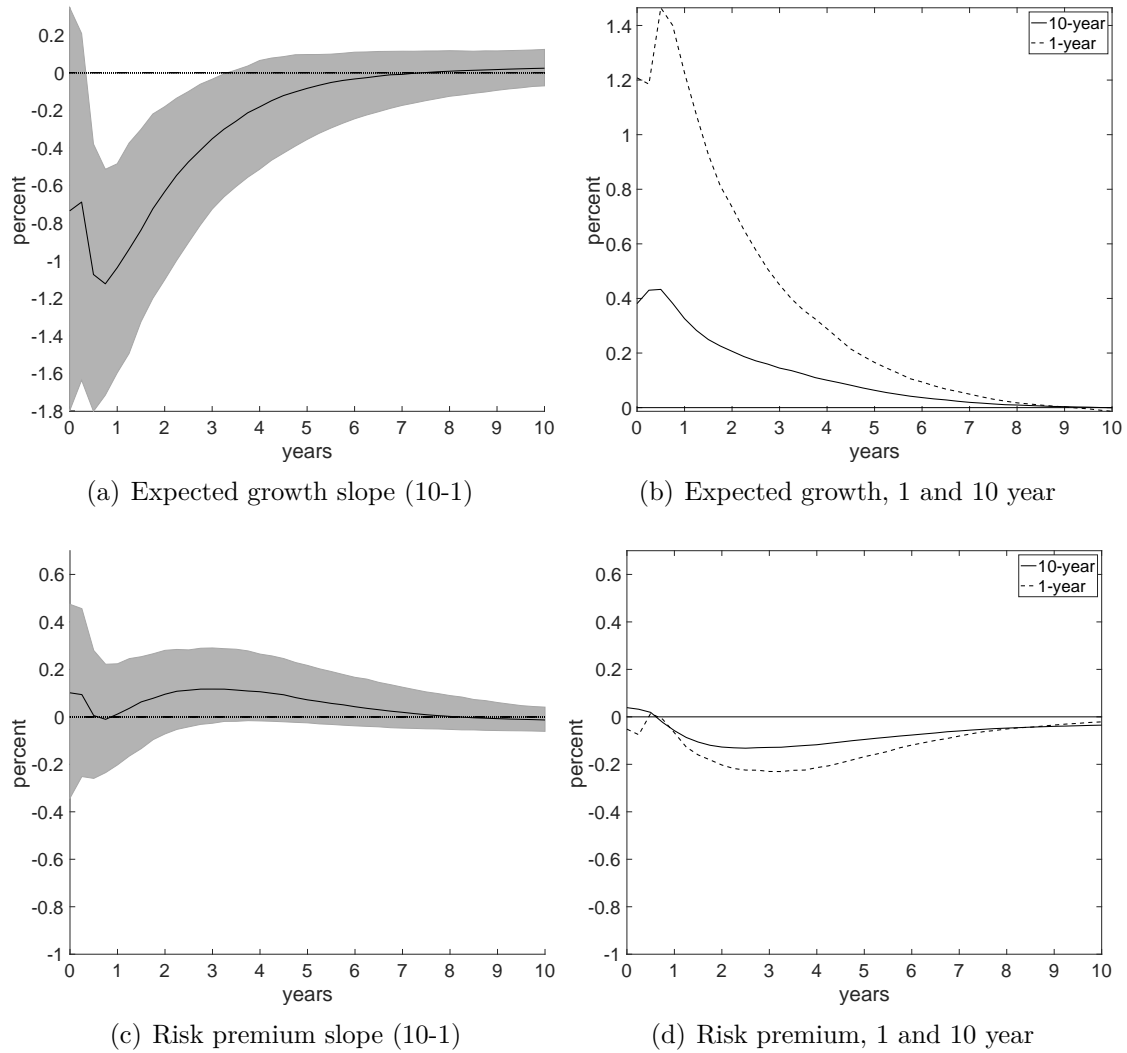 0.2
0
-0.2
-0.4
-0.6
-0.8
-1
-1.2
-1.4
-1.6
-1.8
percent
0 1 2 3 4 5 6 7 8 9 10
years
(a) Expected growth slope (10-1)
1.4
1.2
1
0.8
0.6
0.4
0.2
0
percent
10-year
1-year
0 1 2 3 4 5 6 7 8 9 10
years
(b) Expected growth, 1 and 10 year
0.6
0.4
0.2
0
-0.2
-0.4
-0.6
-0.8
-1
percent
0 1 2 3 4 5 6 7 8 9 10
years
(c) Risk premium slope (10-1)
0.6
0.4
0.2
0
-0.2
-0.4
-0.6
-0.8
-1
percent
10-year
1-year
0 1 2 3 4 5 6 7 8 9 10
years
(d) Risk premium, 1 and 10 year